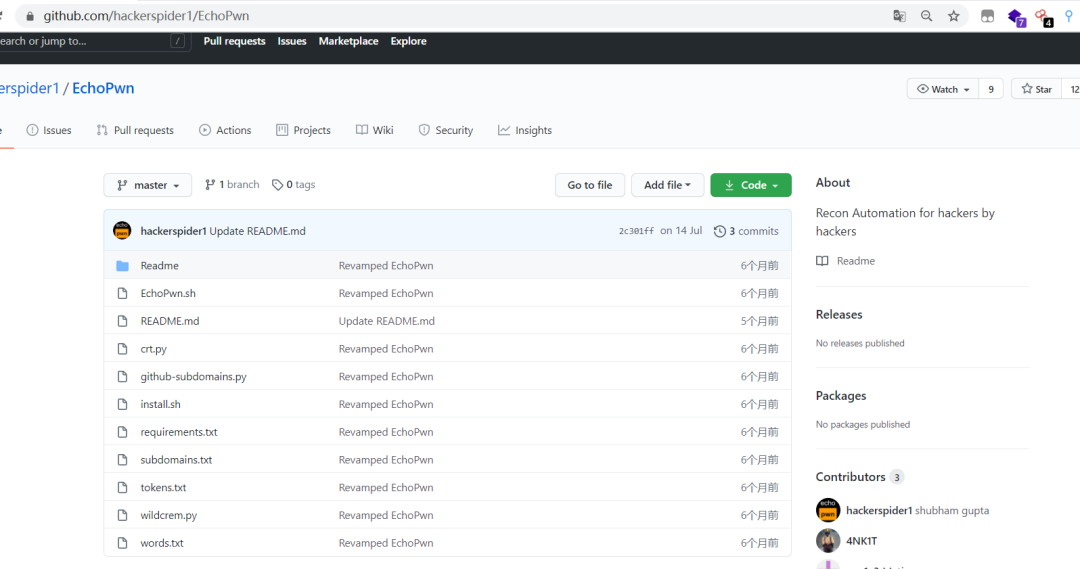 github.com/hackerspider1/EchoPwn
7
4
earch or jump to...
/
Pull requests Issues Marketplace Explore
erspider1 / EchoPwn
Watch 9 Star 12
Issues Pull requests Actions Projects Wiki Security Insights
master 1 branch 0 tags Go to file Add file Code
hackerspider1 Update README.md 2c301ff on 14 Jul 3 commits
Readme Revamped EchoPwn 6个月前
EchoPwn.sh Revamped EchoPwn 6个月前
README.md Update README.md 5个月前
crt.py Revamped EchoPwn 6个月前
github-subdomains.py Revamped EchoPwn 6个月前
install.sh Revamped EchoPwn 6个月前
requirements.txt Revamped EchoPwn 6个月前
subdomains.txt Revamped EchoPwn 6个月前
tokens.txt Revamped EchoPwn 6个月前
wildcrem.py Revamped EchoPwn 6个月前
words.txt Revamped EchoPwn 6个月前
About
Recon Automation for hackers by
hackers
Readme
Releases
No releases published
Packages
No packages published
Contributors 3
echo
pwn
hackerspider1 shubham gupta
4NK1T